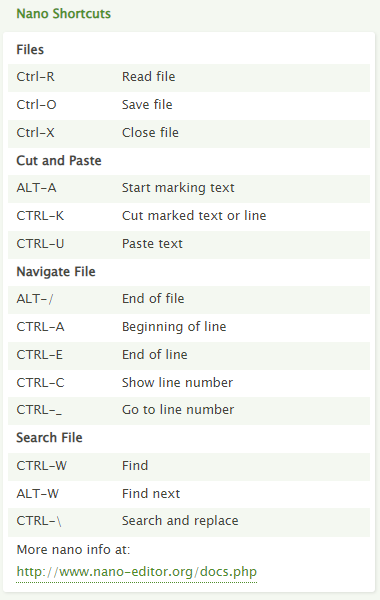 Nano Shortcuts
Files
Ctrl-R Read file
Ctrl-O Save file
Ctrl-X Close file
Cut and Paste
ALT-A Start marking text
CTRL-K Cut marked text or line
CTRL-U Paste text
Navigate File
ALT-/ End of file
CTRL-A Beginning of line
CTRL-E End of line
CTRL-C Show line number
CTRL-_ Go to line number
Search File
CTRL-W Find
ALT-W Find next
CTRL-\ Search and replace
More nano info at:
http://www.nano-editor.org/docs.php